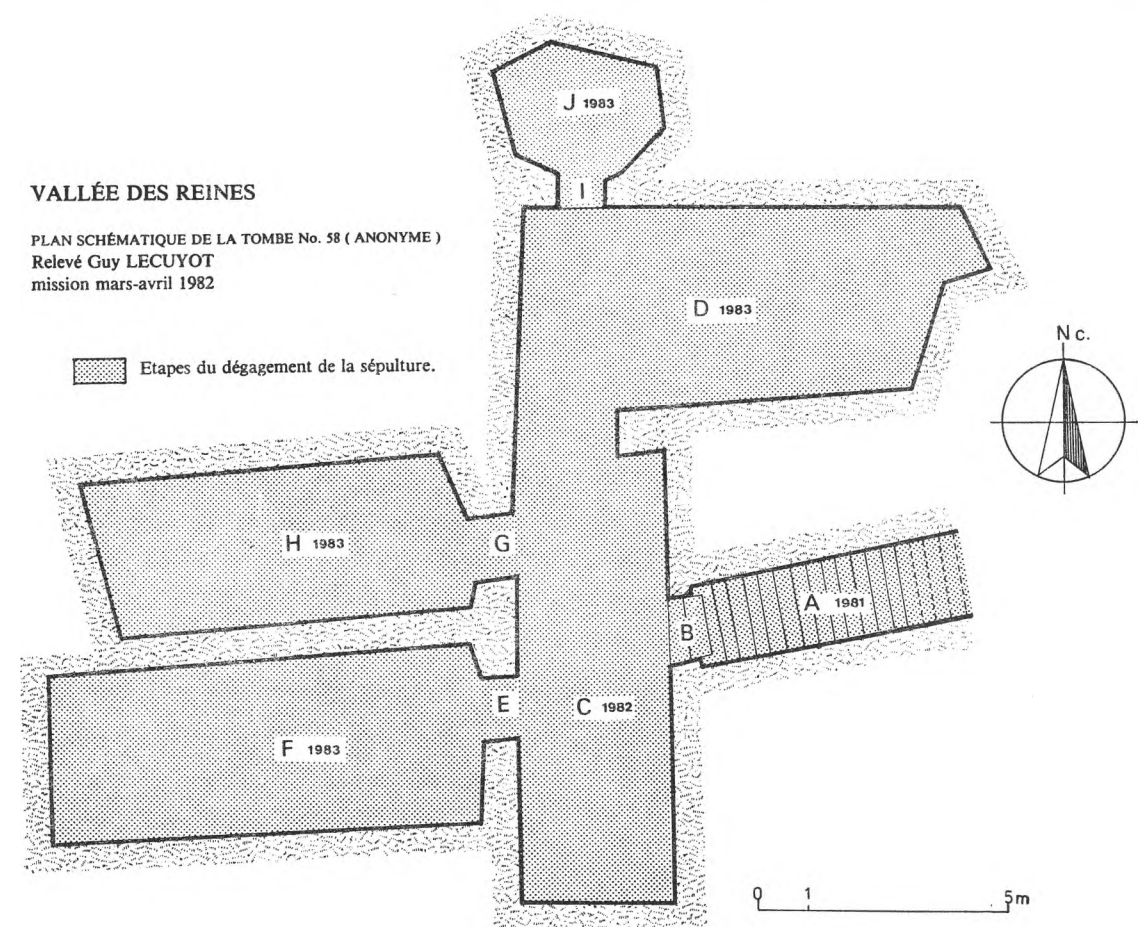 VALLÉE DES REINES
PLAN SCHÉMATIQUE DE LA TOMBE No. 58 ( ANONYME )
Relevé Guy LECUYOT
mission mars-avril 1982
Etapes du dégagement de la sépulture.
J 1983
I
D 1983
N c.
H 1983
G
A 1981
B
E
C 1982
F 1983
0 1 5m